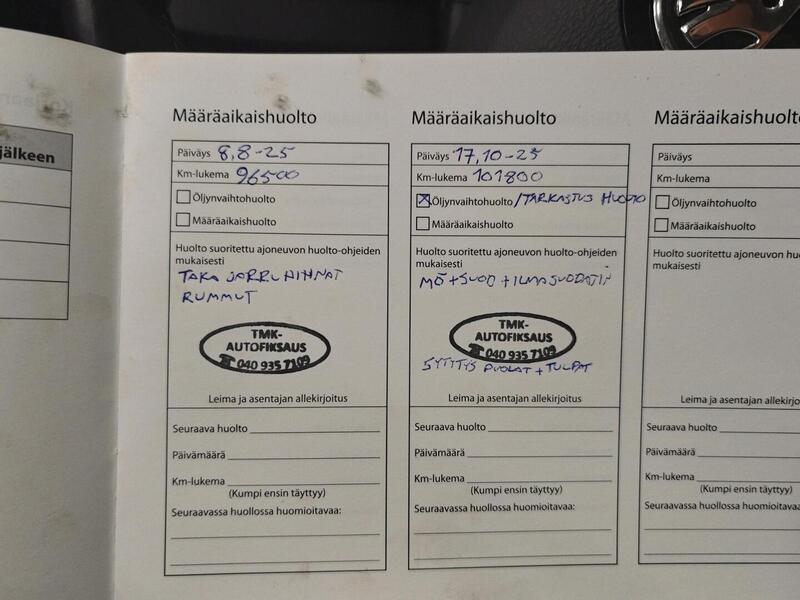 jälkeen
Määräaikaishuolto
Päiväys 8,8-25
Km-lukema 96500
Öljynvaihtohuolto
Määräaikaishuolto
Huolto suoritettu ajoneuvon huolto-ohjeiden
mukaisesti
TAKA JARRUHIHNAT
RUMMUT
TMK-
AUTOFIKSAUS
☎ 040 935 7109
Leima ja asentajan allekirjoitus
Seuraava huolto
Päivämäärä
Km-lukema
(Kumpi ensin täyttyy)
Seuraavassa huollossa huomioitavaa:
Määräaikaishuolto
Päiväys 17,10-25
Km-lukema 101800
Öljynvaihtohuolto /TARKASTUS HUOLTO
Määräaikaishuolto
Huolto suoritettu ajoneuvon huolto-ohjeiden
mukaisesti
MÖ+SUOD+ILMASUODATIN
TMK-
AUTOFIKSAUS
☎ 040 935 7109
SYTYTYS PUOLAT + TULPAT
Leima ja asentajan allekirjoitus
Seuraava huolto
Päivämäärä
Km-lukema
(Kumpi ensin täyttyy)
Seuraavassa huollossa huomioitavaa:
Määräaikaishuolto
Päiväys
Km-lukema
Öljynvaihtohuolto
Määräaikaishuolto
Huolto suoritettu ajoneuvon
mukaisesti
Leima ja asentajan
Seuraava huolto
Päivämäärä
Km-lukema
(Kumpi ensin täyttyy)
Seuraavassa huollossa huomio